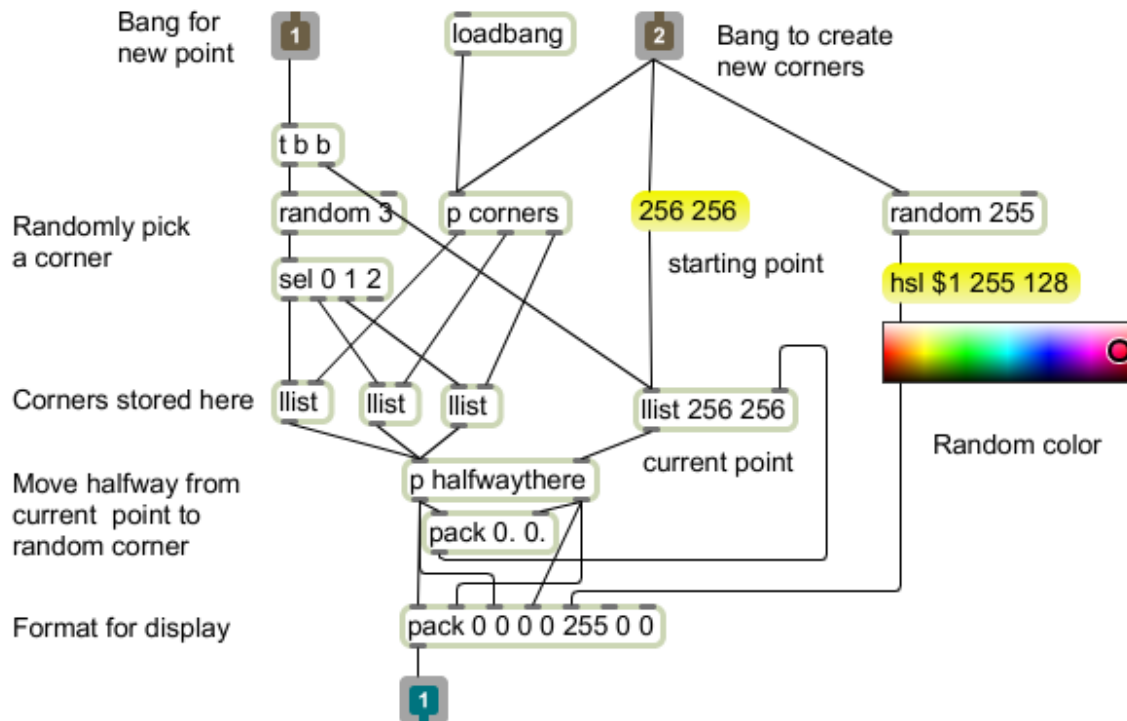 Bang for
new point
1
loadbang
2
Bang to create
new corners
t b b
Randomly pick
a corner
random 3
p corners
256 256
random 255
starting point
sel 0 1 2
hsl $1 255 128
Corners stored here
llist
llist
llist
llist 256 256
current point
Random color
Move halfway from
current point to
random corner
p halfwaythere
pack 0. 0.
Format for display
pack 0 0 0 0 255 0 0
1